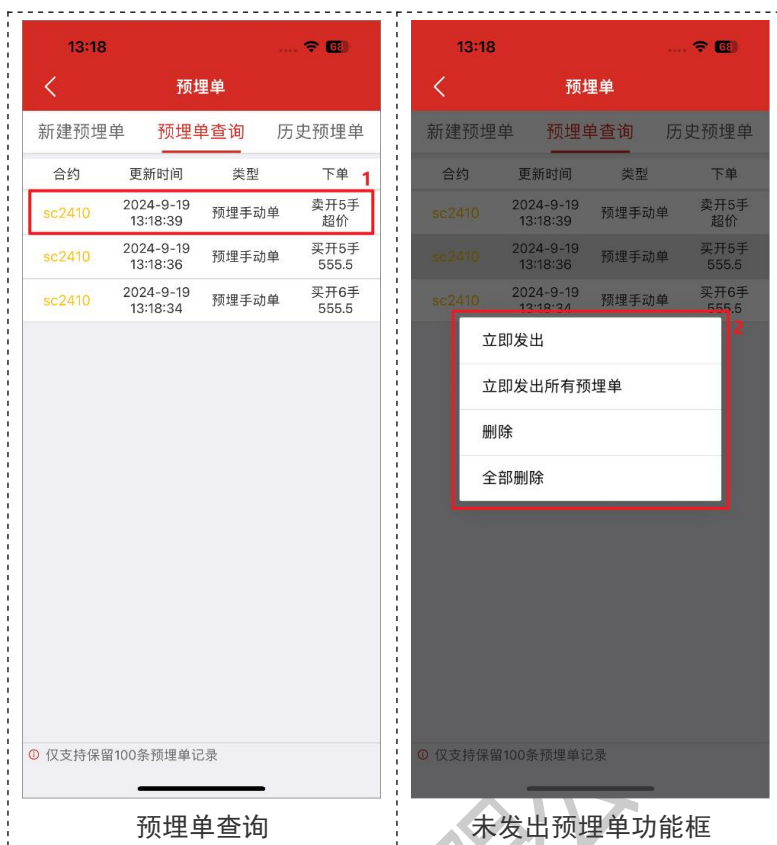 13:18
68
预埋单
新建预埋单 预埋单查询 历史预埋单
合约 更新时间 类型 下单 1
sc2410 2024-9-19 13:18:39 预埋手动单 卖开5手 超价
sc2410 2024-9-19 13:18:36 预埋手动单 买开5手 555.5
sc2410 2024-9-19 13:18:34 预埋手动单 买开6手 555.5
仅支持保留100条预埋单记录
预埋单查询
13:18
68
预埋单
新建预埋单 预埋单查询 历史预埋单
合约 更新时间 类型 下单
sc2410 2024-9-19 13:18:39 预埋手动单 卖开5手 超价
sc2410 2024-9-19 13:18:36 预埋手动单 买开5手 555.5
sc2410 2024-9-19 13:18:34 预埋手动单 买开6手 555.5
2
立即发出
立即发出所有预埋单
删除
全部删除
仅支持保留100条预埋单记录
未发出预埋单功能框